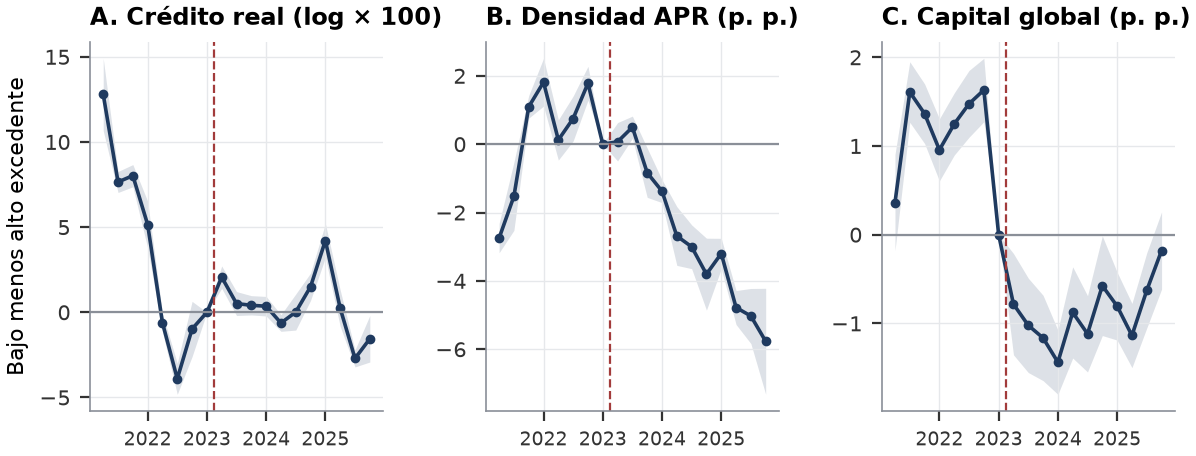 A. Crédito real (log × 100)
B. Densidad APR (p. p.)
C. Capital global (p. p.)
Bajo menos alto excedente
15
10
5
0
−5
2022 2023 2024 2025
2
0
−2
−4
−6
2022 2023 2024 2025
2
1
0
−1
2022 2023 2024 2025